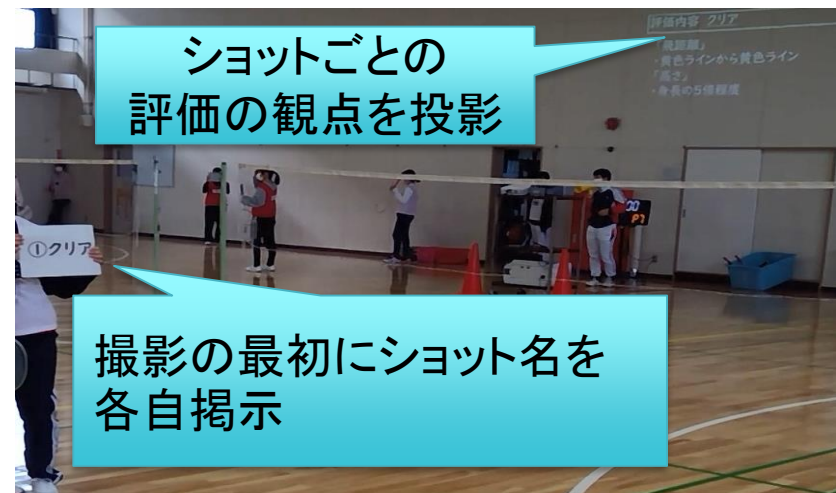 ショットごとの
評価の観点を投影
評価内容 クリア
「飛距離」
・黄色ラインから黄色ライン
「高さ」
・身長の5倍程度
①クリア
撮影の最初にショット名を
各自掲示